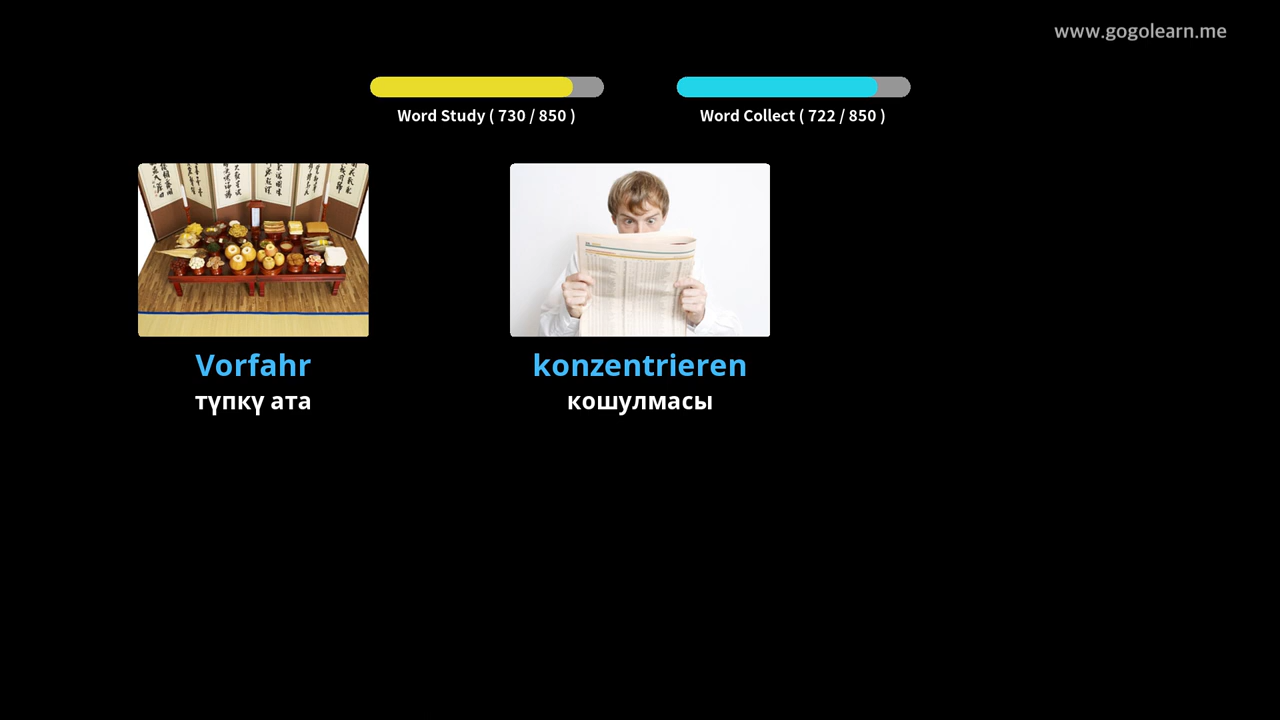 www.gogolearn.me
Word Study ( 730 / 850 )
Word Collect ( 722 / 850 )
Vorfahr
түпкү ата
konzentrieren
кошулмасы